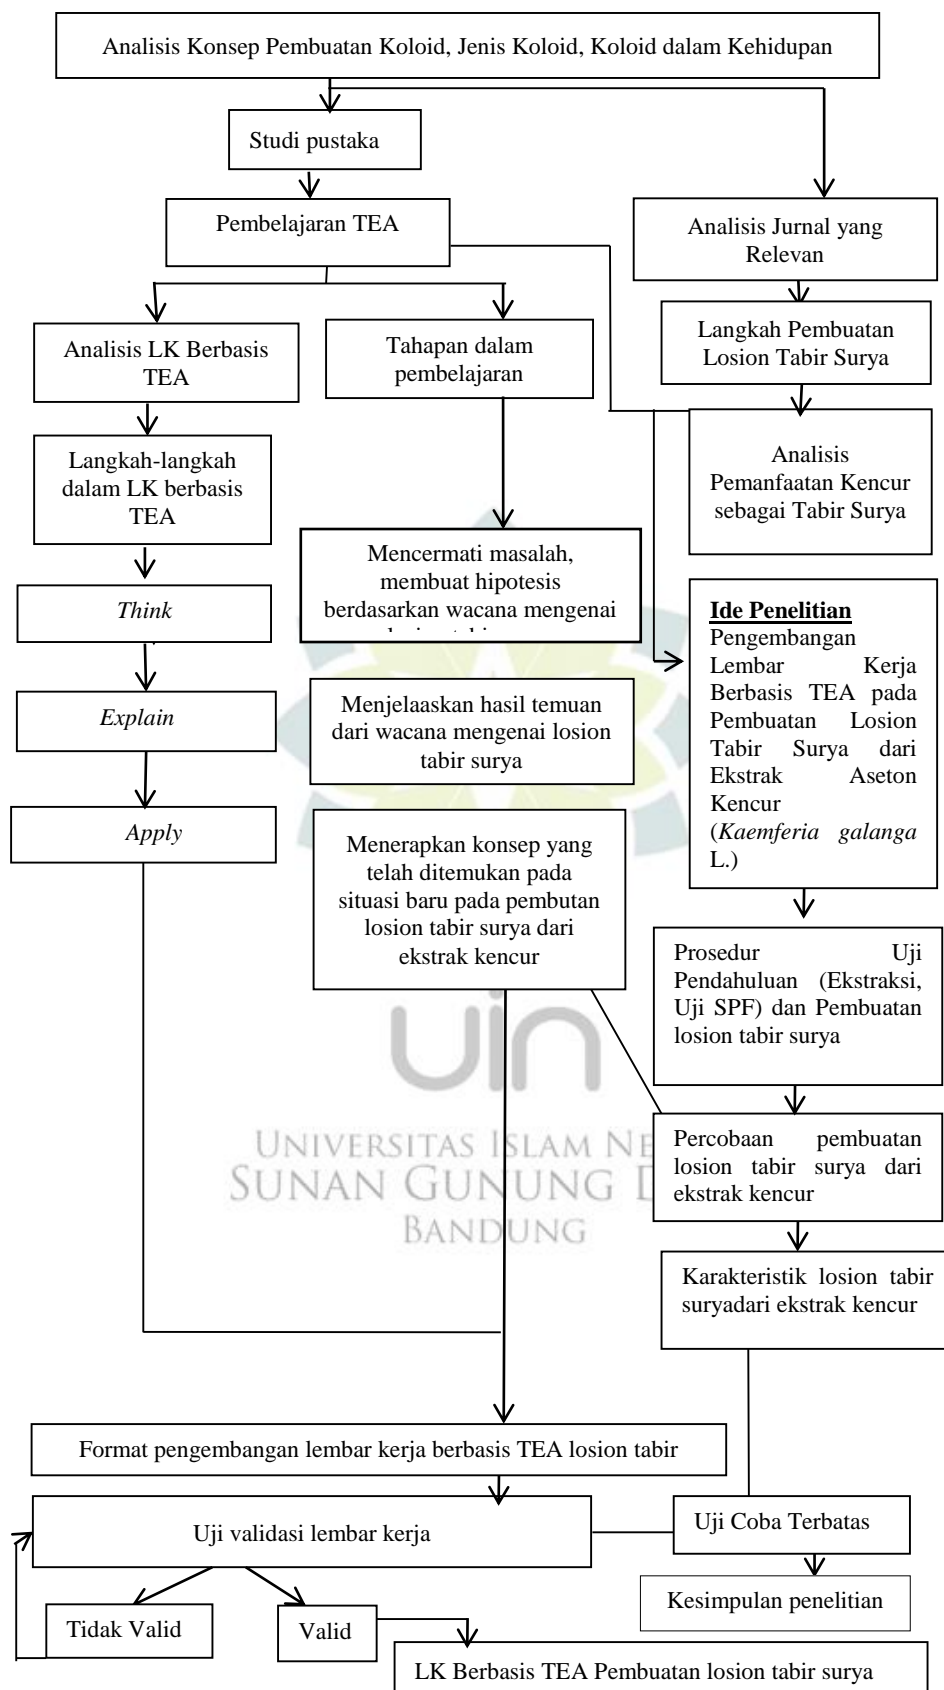 Analisis Konsep Pembuatan Koloid, Jenis Koloid, Koloid dalam Kehidupan
Studi pustaka
Pembelajaran TEA
Analisis Jurnal yang
Relevan
Analisis LK Berbasis
TEA
Tahapan dalam
pembelajaran
Langkah Pembuatan
Losion Tabir Surya
Langkah-langkah
dalam LK berbasis
TEA
Analisis
Pemanfaatan Kencur
sebagai Tabir Surya
Think
Explain
Apply
Mencermati masalah,
membuat hipotesis
berdasarkan wacana mengenai
Menjelaaskan hasil temuan
dari wacana mengenai losion
tabir surya
Menerapkan konsep yang
telah ditemukan pada
situasi baru pada pembutan
losion tabir surya dari
ekstrak kencur
Ide Penelitian
Pengembangan
Lembar Kerja
Berbasis TEA pada
Pembuatan Losion
Tabir Surya dari
Ekstrak Aseton
Kencur
(Kaemferia galanga
L.)
Prosedur Uji
Pendahuluan (Ekstraksi,
Uji SPF) dan Pembuatan
losion tabir surya
Percobaan pembuatan
losion tabir surya dari
ekstrak kencur
Karakteristik losion tabir
suryadari ekstrak kencur
uin
UNIVERSITAS ISLAM NE
SUNAN GUNUNG D
BANDUNG
Format pengembangan lembar kerja berbasis TEA losion tabir
Uji validasi lembar kerja
Uji Coba Terbatas
Kesimpulan penelitian
Tidak Valid
Valid
LK Berbasis TEA Pembuatan losion tabir surya